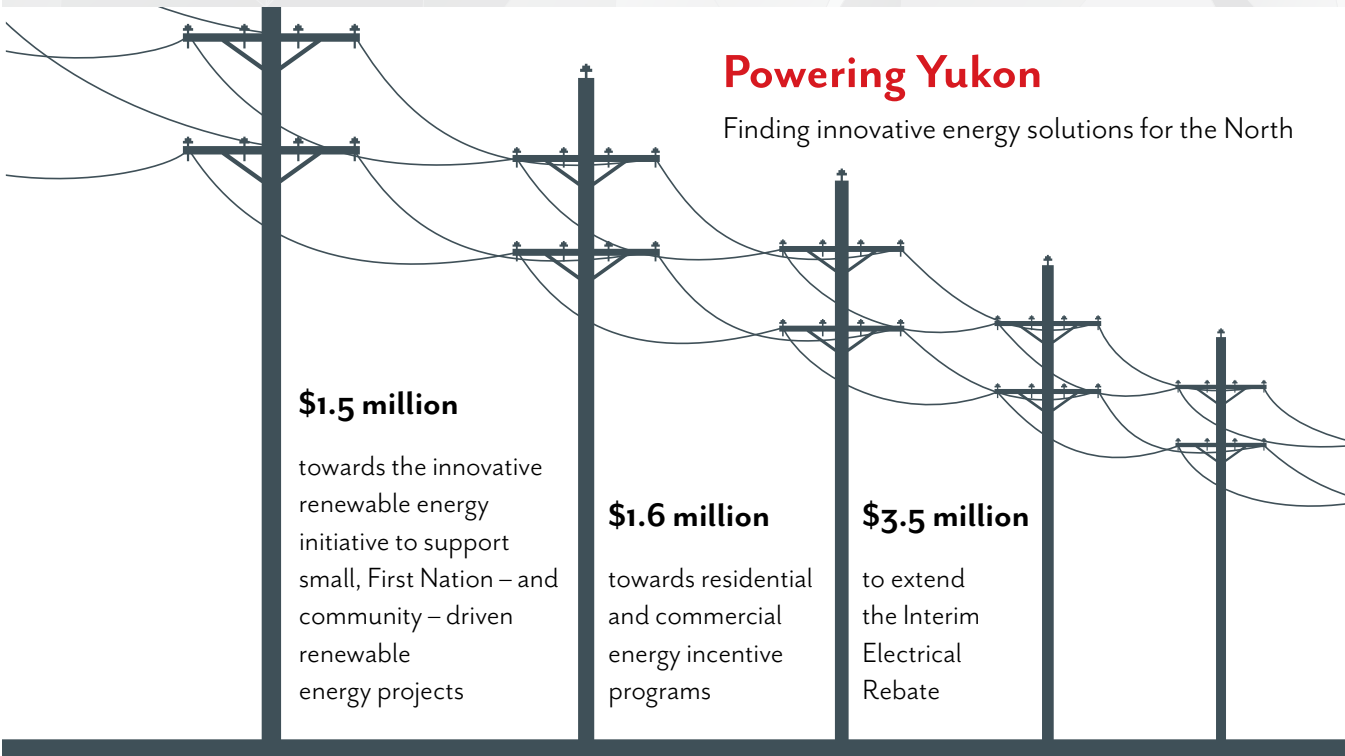 Powering Yukon
Finding innovative energy solutions for the North
$1.5 million
towards the innovative
renewable energy
initiative to support
small, First Nation – and
community – driven
renewable
energy projects
$1.6 million
towards residential
and commercial
energy incentive
programs
$3.5 million
to extend
the Interim
Electrical
Rebate